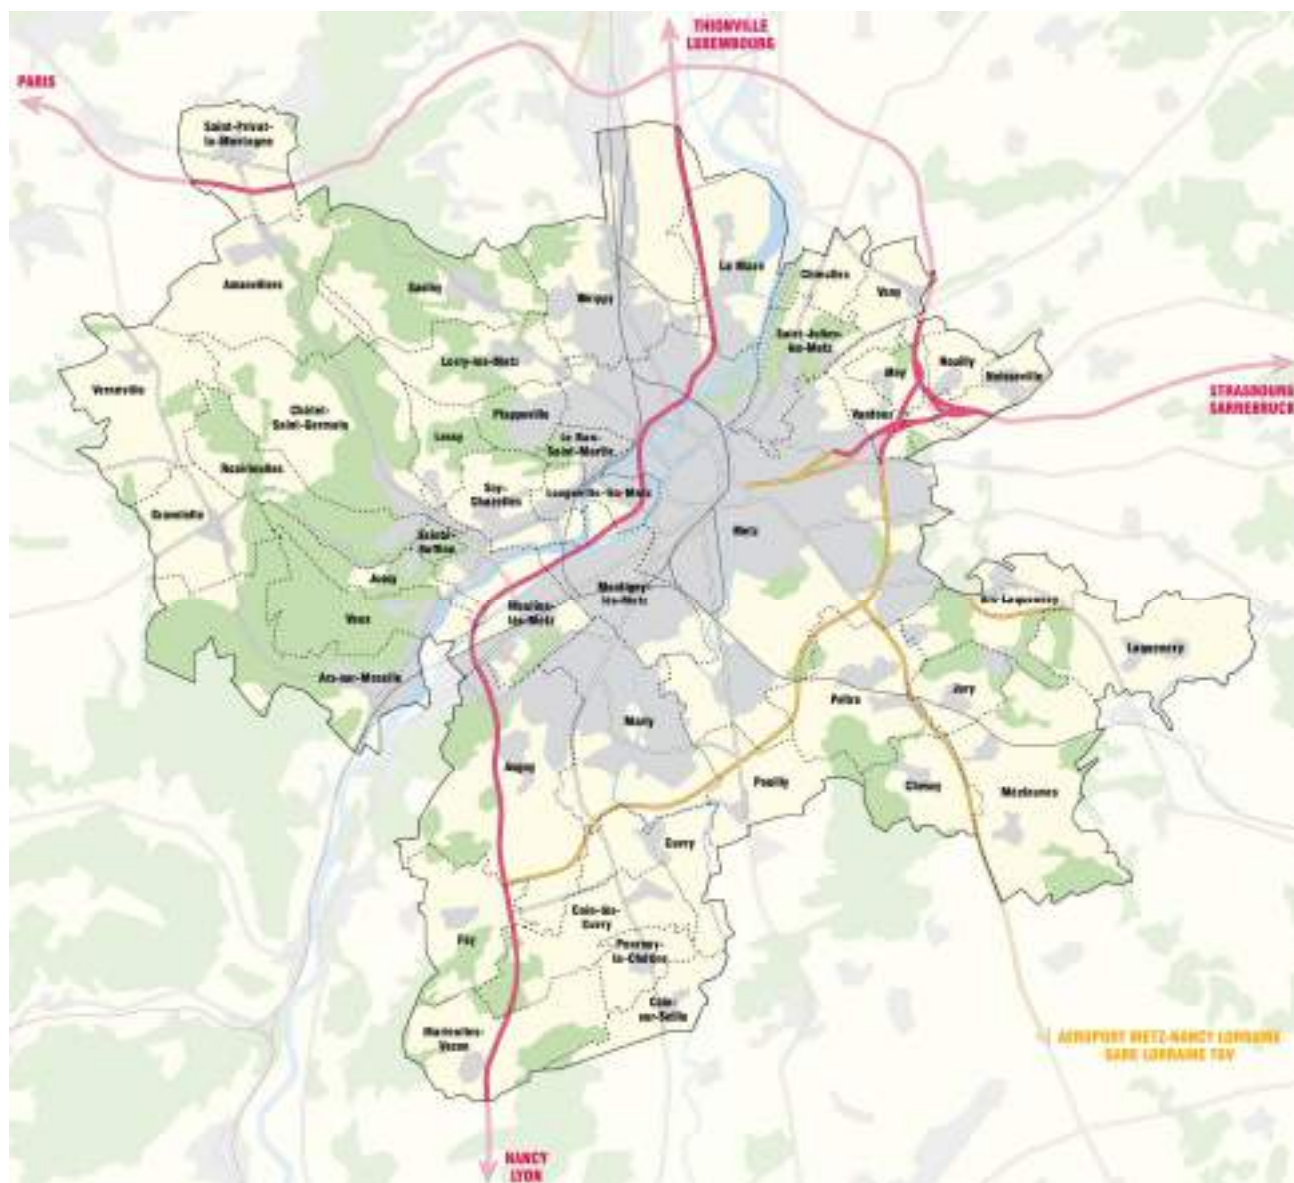 THIONVILLE
LUXEMBOURG
PARIS
Saint-Privat-
la-Montagne
La Maxe
Chieulles
Vany
Amanvillers
Saulny
Woippy
Saint-Julien-
lès-Metz
Nouilly
Noisseville
Mey
Lorry-lès-Metz
STRASBOURG
SARREBRUCK
Vernéville
Châtel-
Saint-Germain
Plappeville
Vantoux
Lessy
Le Ban-
Saint-Martin
Rozérieulles
Scy-
Chazelles
Longeville-lès-Metz
Gravelotte
Sainte-
Ruffine
Metz
Jussy
Montigny-
lès-Metz
Vaux
Moulins-
lès-Metz
Ars-Laquenexy
Laquenexy
Ars-sur-Moselle
Jury
Peltre
Marly
Augny
Pouilly
Chesny
Mécleuves
Cuvry
Coin-lès-
Cuvry
Féy
Pournoy-
la-Chétive
Coin-
sur-Seille
Marieulles-
Vezon
AÉROPORT METZ-NANCY LORRAINE
GARE LORRAINE TGV
NANCY
LYON